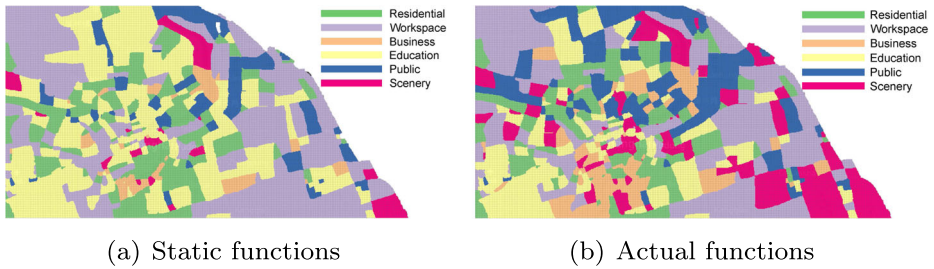 Residential
Workspace
Business
Education
Public
Scenery
Residential
Workspace
Business
Education
Public
Scenery
(a) Static functions
(b) Actual functions